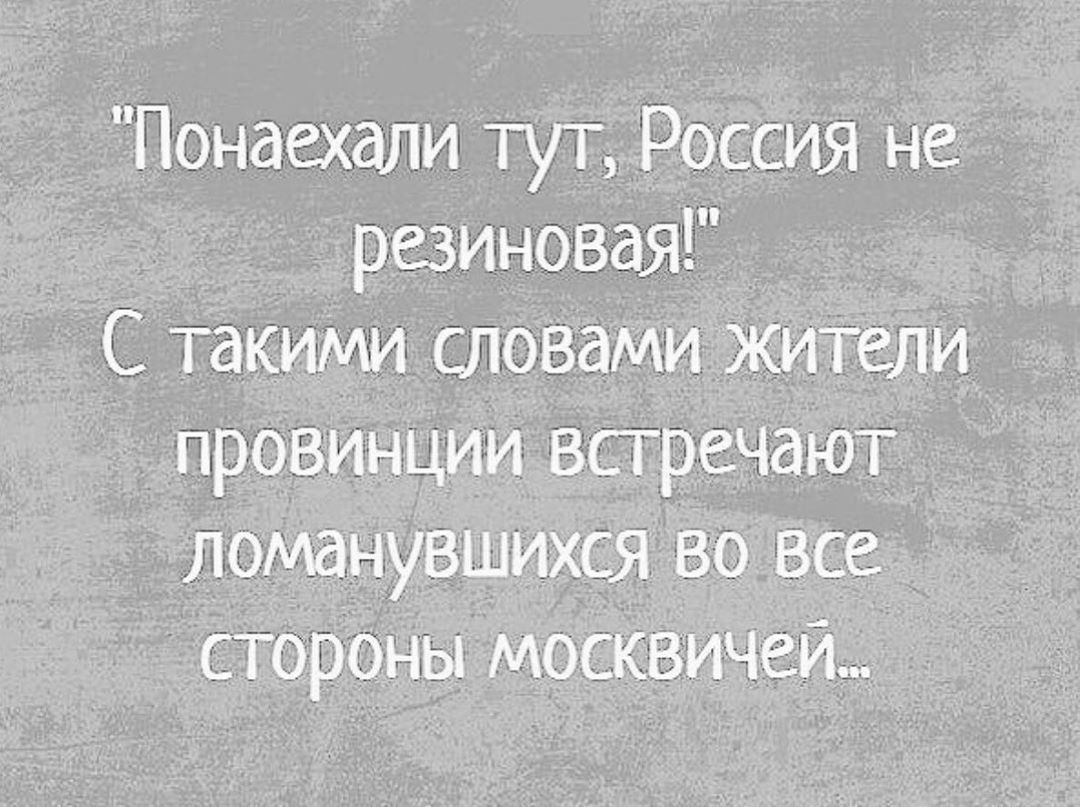 "Понаехали тут, Россия не
резиновая!"
С такими словами жители
провинции встречают
ломанувшихся во все
стороны москвичей...